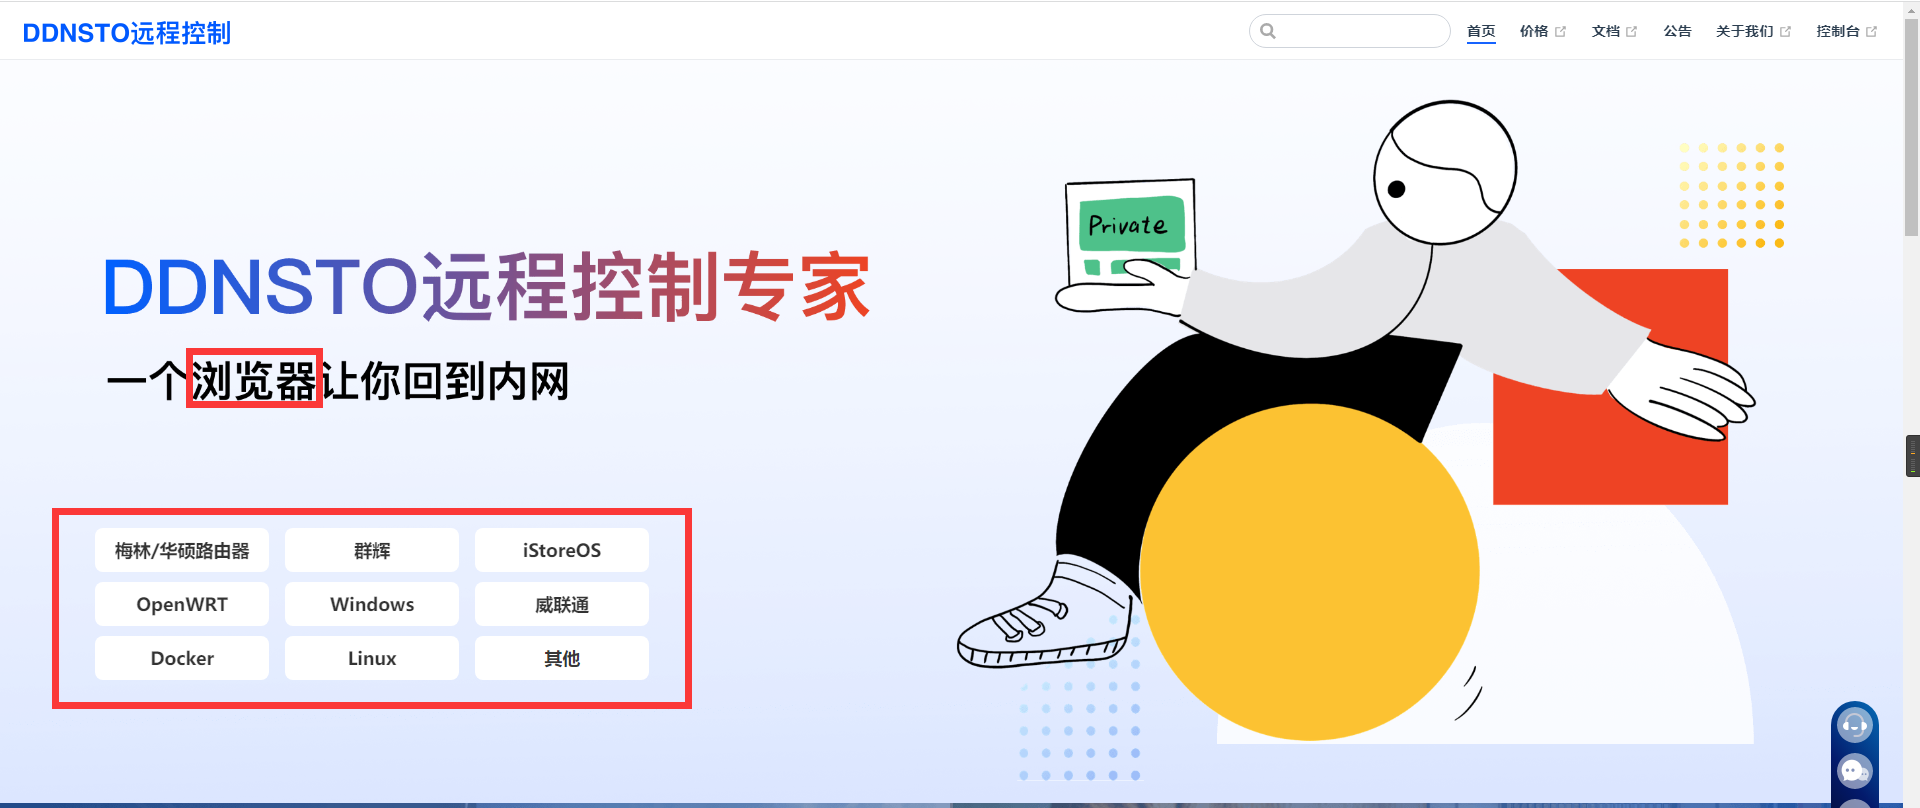 DDNSTO远程控制
首页 价格 文档 公告 关于我们 控制台
DDNSTO远程控制专家
一个浏览器让你回到内网
Private
梅林/华硕路由器 群辉 iStoreOS
OpenWRT Windows 威联通
Docker Linux 其他